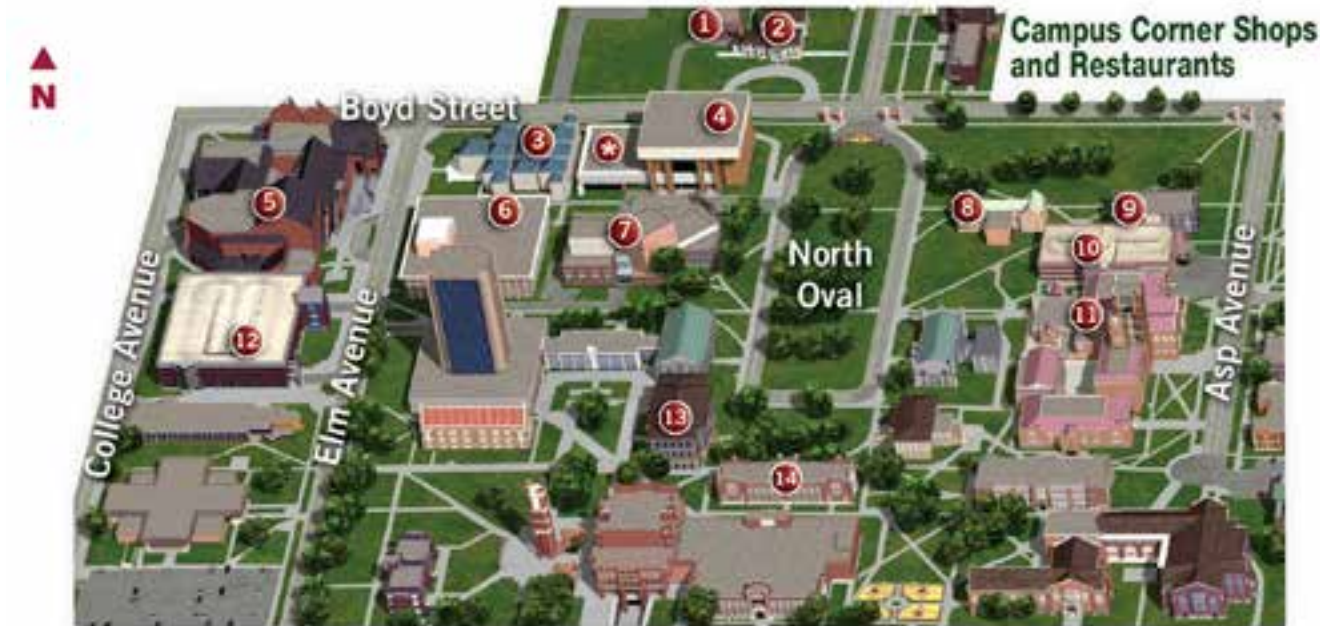 1
2
Campus Corner Shops
and Restaurants
N
Boyd Street
3
*
4
5
6
7
8
9
North
Oval
10
11
12
College Avenue
Elm Avenue
Asp Avenue
13
14